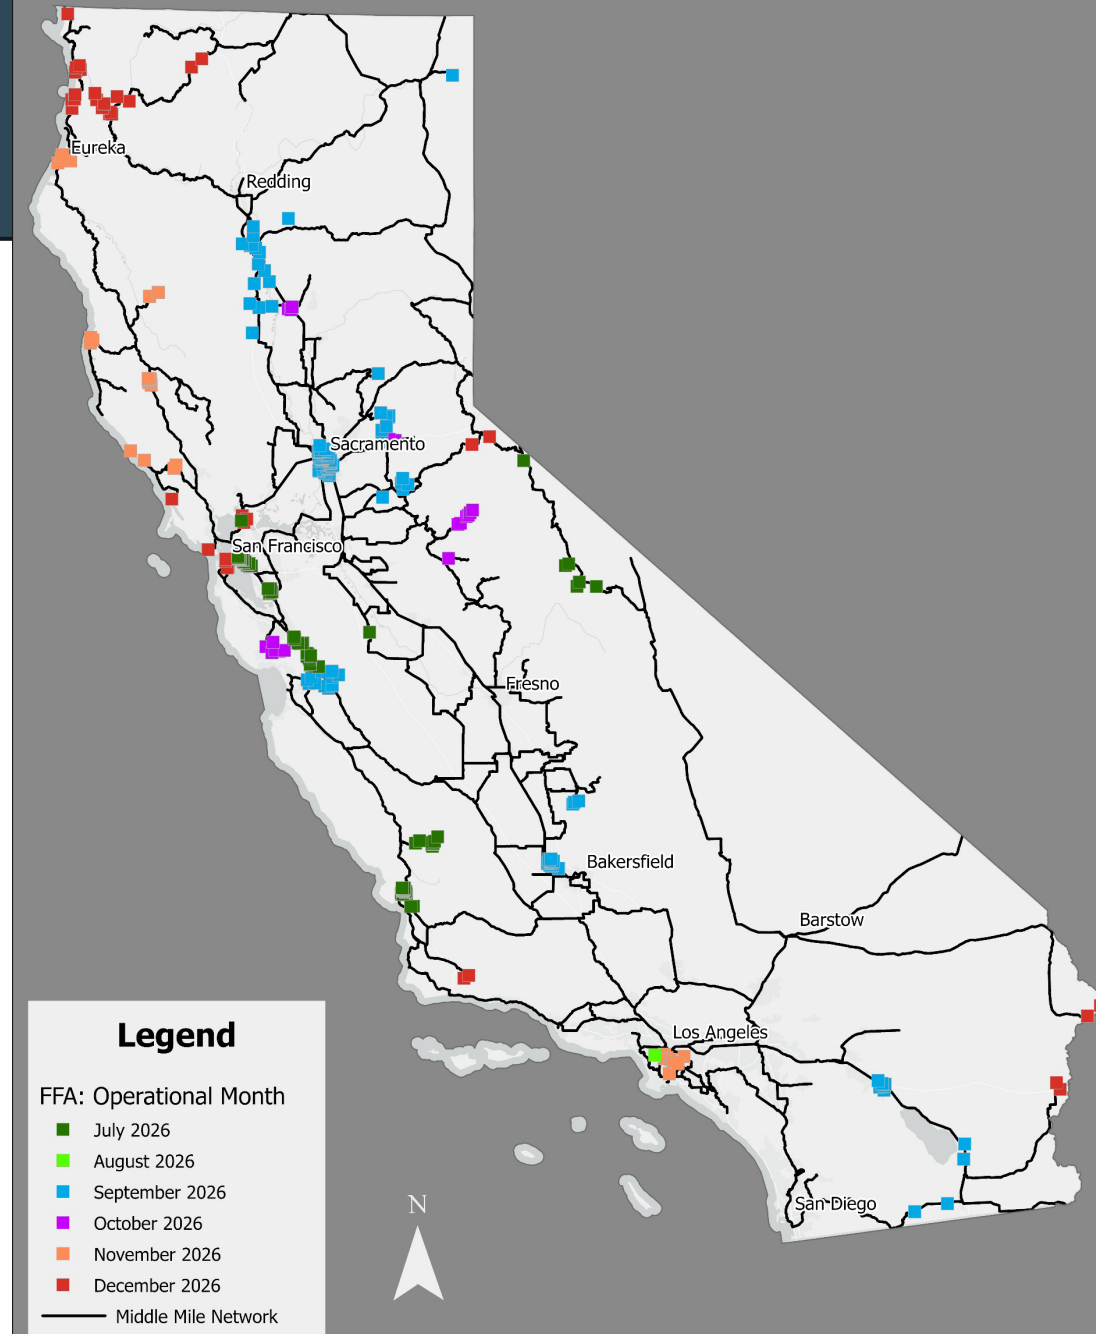 Eureka
Redding
Sacramento
San Francisco
Fresno
Bakersfield
Barstow
Los Angeles
San Diego
N
Legend
FFA: Operational Month
July 2026
August 2026
September 2026
October 2026
November 2026
December 2026
Middle Mile Network